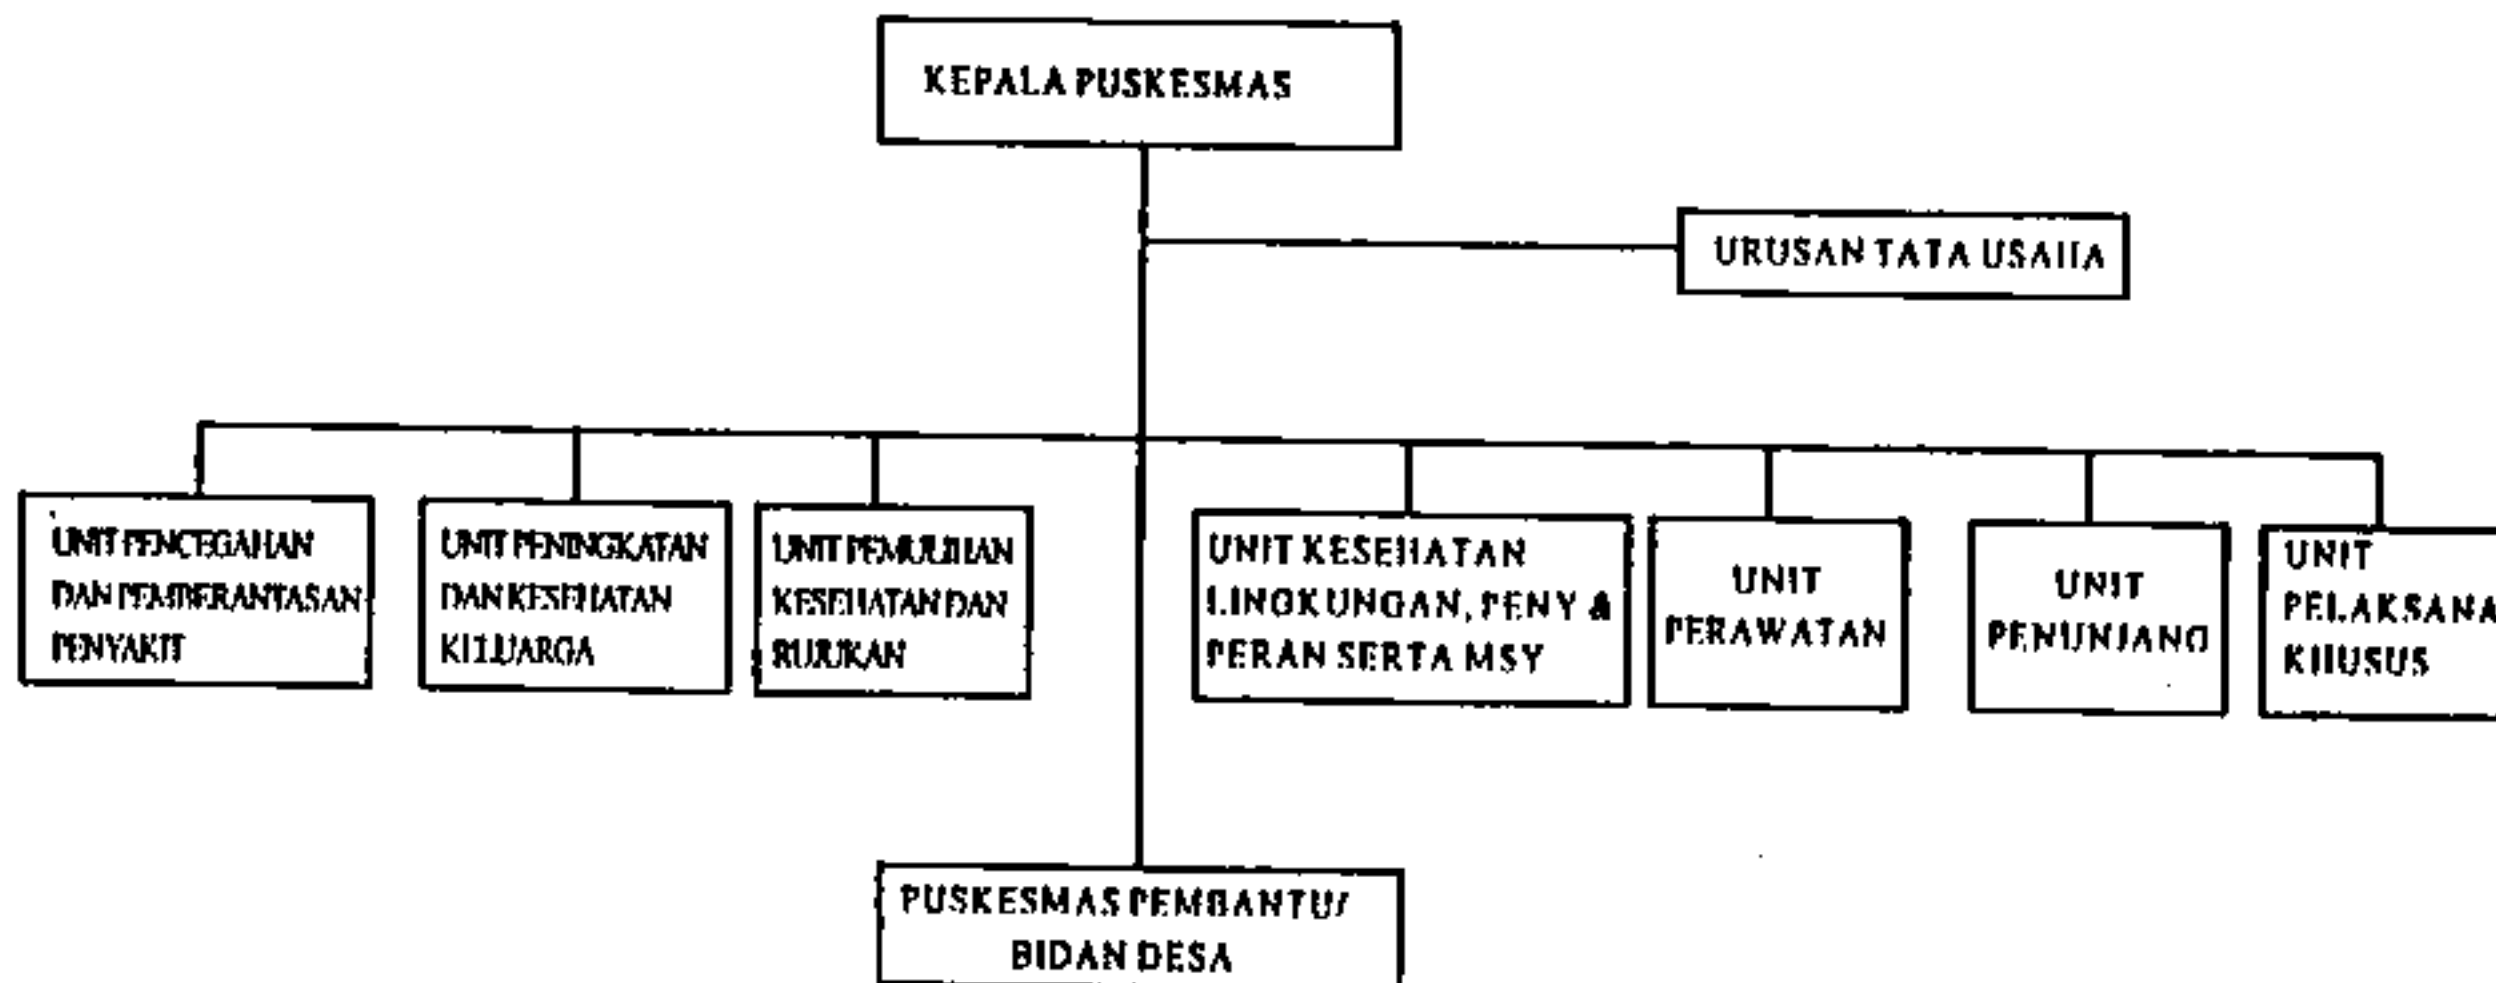 KEPALA PUSKESMAS
URUSAN TATA USAHA
UNIT PENCEGAHAN
DAN PEMBERANTASAN
PENYAKIT
UNIT PENINGKATAN
DAN KESEHATAN
KELUARGA
UNIT PEMULIHAN
KESEHATAN DAN
RUJUKAN
UNIT KESEHATAN
LINGKUNGAN, PENY &
PERAN SERTA MSY
UNIT
PERAWATAN
UNIT
PENUNJANG
UNIT
PELAKSANA
KHUSUS
PUSKESMAS PEMBANTU/
BIDAN DESA